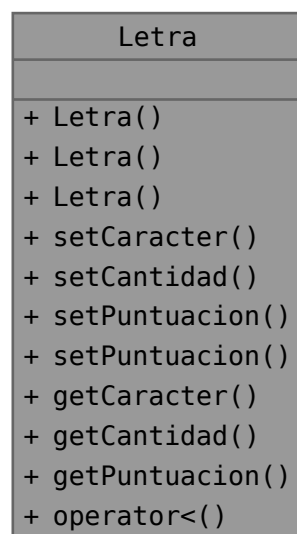 Letra
+ Letra()
+ Letra()
+ Letra()
+ setCaracter()
+ setCantidad()
+ setPuntuacion()
+ setPuntuacion()
+ getCaracter()
+ getCantidad()
+ getPuntuacion()
+ operator<()